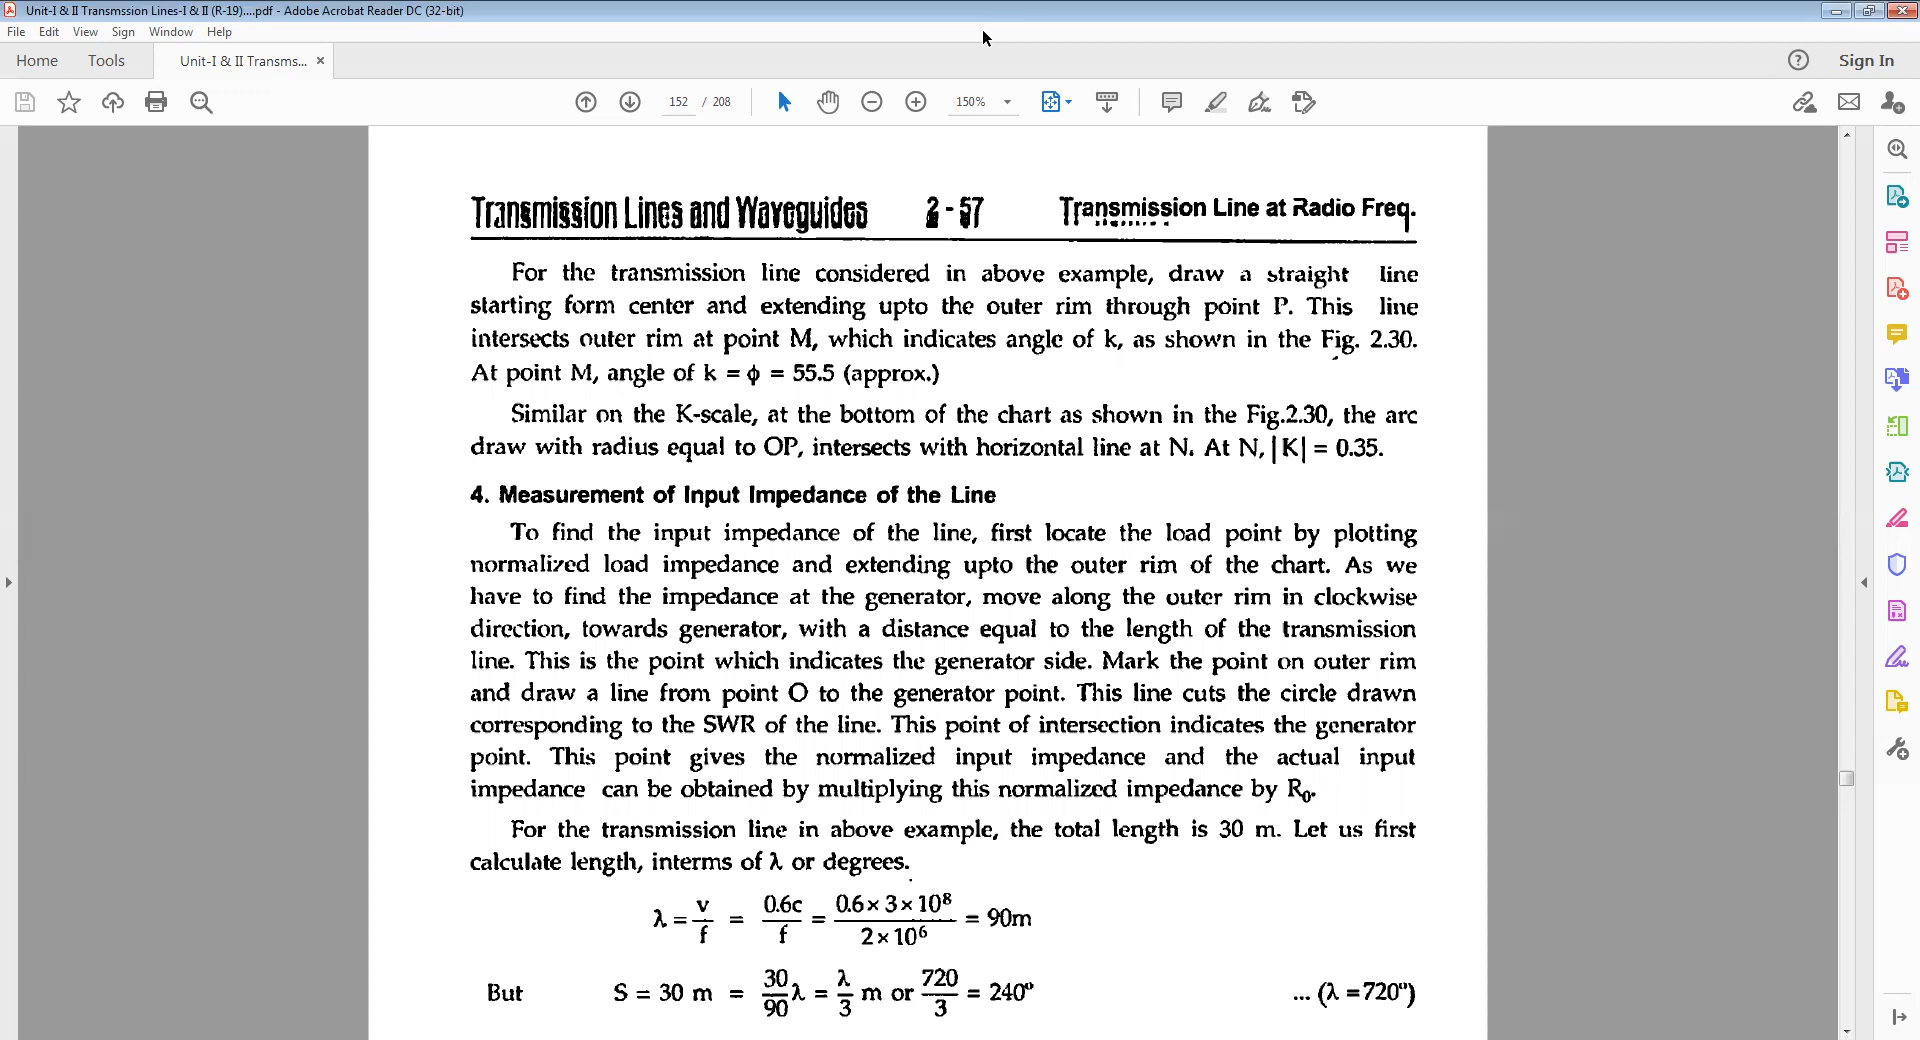 Unit-I & II Transmssion Lines-I & II (R-19)....pdf - Adobe Acrobat Reader DC (32-bit)
File Edit View Sign Window Help
Home Tools Unit-I & II Transms... × Sign In
152 / 208 150%
Transmission Lines and Waveguides 2 - 57 Transmission Line at Radio Freq.
For the transmission line considered in above example, draw a straight line
starting form center and extending upto the outer rim through point P. This line
intersects outer rim at point M, which indicates angle of k, as shown in the Fig. 2.30.
At point M, angle of k = ϕ = 55.5 (approx.)
Similar on the K-scale, at the bottom of the chart as shown in the Fig.2.30, the arc
draw with radius equal to OP, intersects with horizontal line at N. At N, |K| = 0.35.
4. Measurement of Input Impedance of the Line
To find the input impedance of the line, first locate the load point by plotting
normalized load impedance and extending upto the outer rim of the chart. As we
have to find the impedance at the generator, move along the outer rim in clockwise
direction, towards generator, with a distance equal to the length of the transmission
line. This is the point which indicates the generator side. Mark the point on outer rim
and draw a line from point O to the generator point. This line cuts the circle drawn
corresponding to the SWR of the line. This point of intersection indicates the generator
point. This point gives the normalized input impedance and the actual input
impedance can be obtained by multiplying this normalized impedance by R₀.
For the transmission line in above example, the total length is 30 m. Let us first
calculate length, interms of λ or degrees.
λ = v/f = 0.6c/f = 0.6 × 3 × 10⁸ / 2 × 10⁶ = 90m
But S = 30 m = 30/90 λ = λ/3 m or 720/3 = 240° ... (λ = 720°)